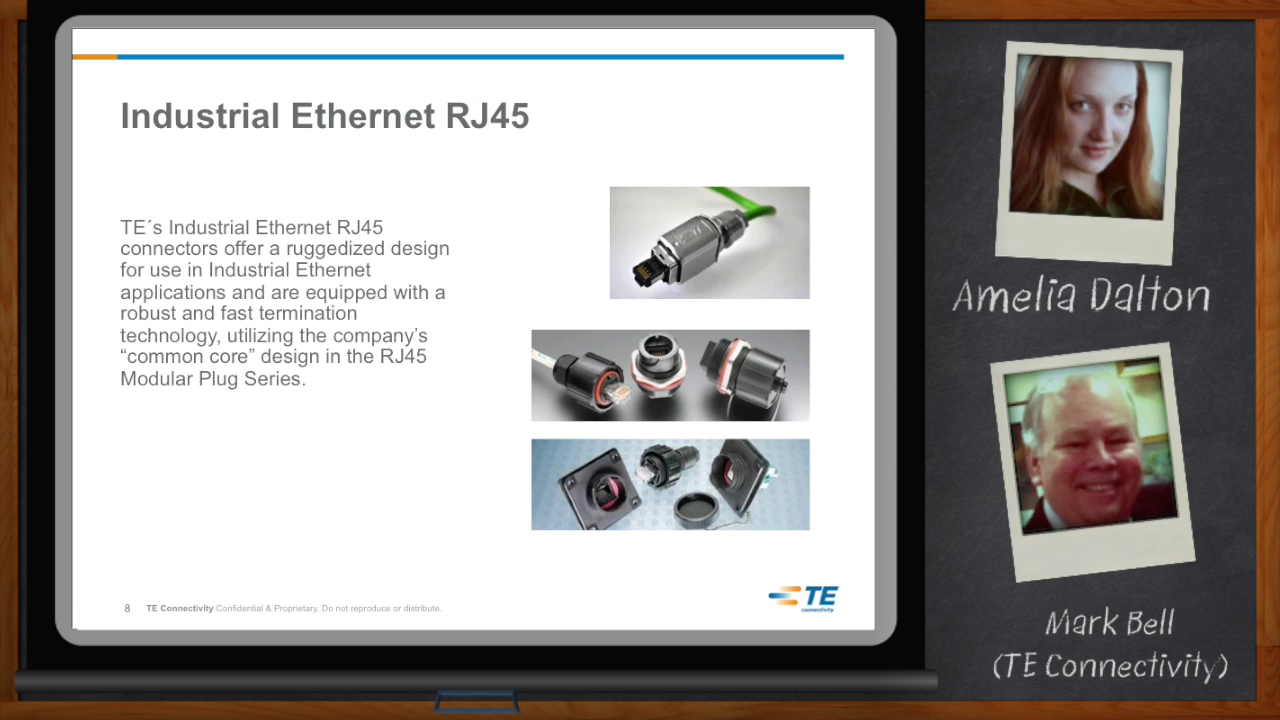 Industrial Ethernet RJ45
TE´s Industrial Ethernet RJ45
connectors offer a ruggedized design
for use in Industrial Ethernet
applications and are equipped with a
robust and fast termination
technology, utilizing the company’s
“common core” design in the RJ45
Modular Plug Series.
8 TE Connectivity Confidential & Proprietary. Do not reproduce or distribute.
TE
connectivity
Amelia Dalton
Mark Bell
(TE Connectivity)